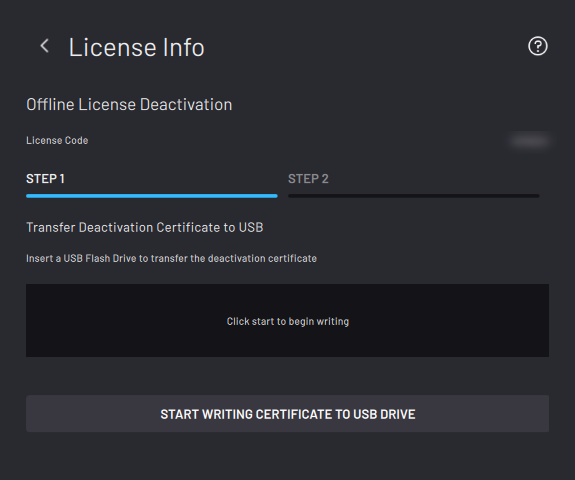 License Info
Offline License Deactivation
License Code
STEP 1
STEP 2
Transfer Deactivation Certificate to USB
Insert a USB Flash Drive to transfer the deactivation certificate
Click start to begin writing
START WRITING CERTIFICATE TO USB DRIVE